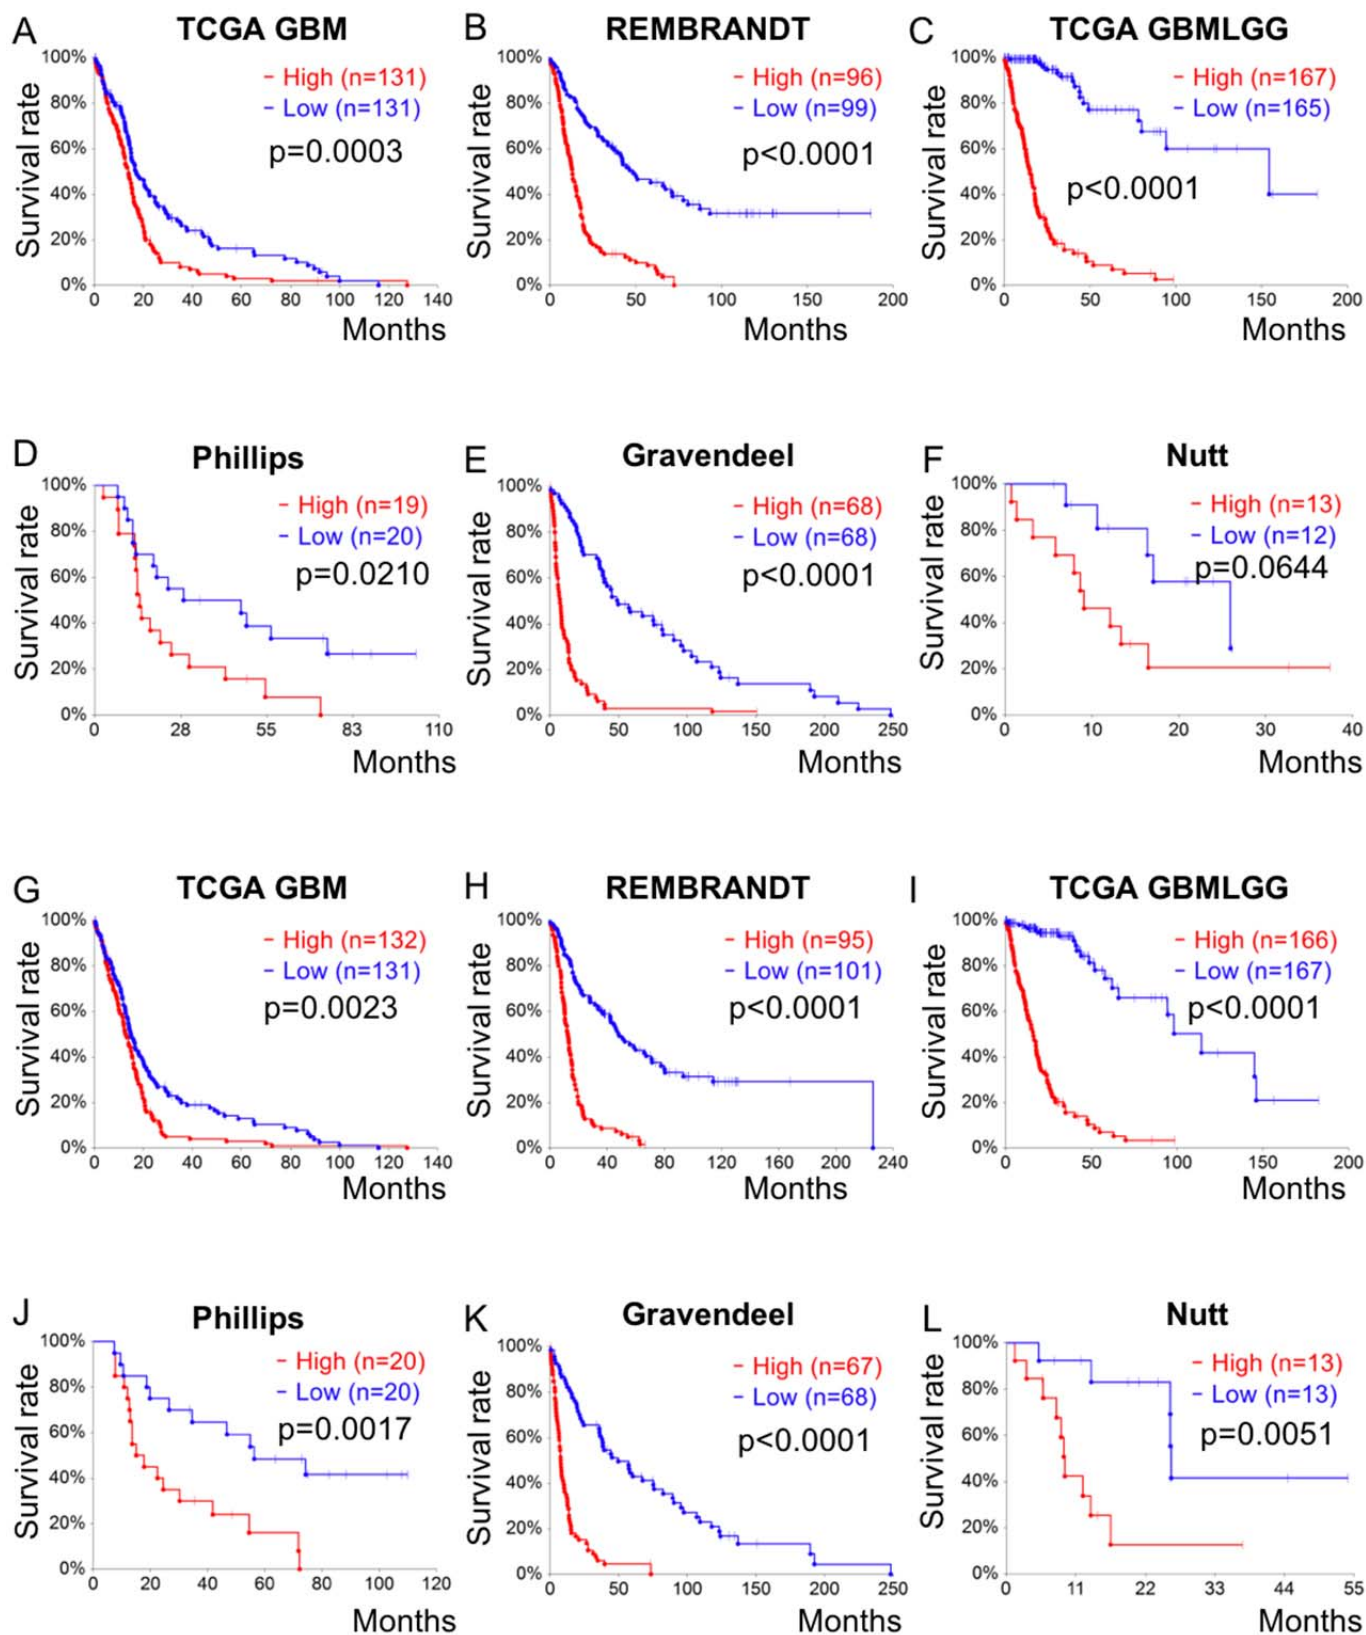 A TCGA GBM
Survival rate
100%
80%
60%
40%
20%
0%
High (n=131)
Low (n=131)
p=0.0003
0 20 40 60 80 100 120 140
Months
B REMBRANDT
Survival rate
100%
80%
60%
40%
20%
0%
High (n=96)
Low (n=99)
p<0.0001
0 50 100 150 200
Months
C TCGA GBMLGG
Survival rate
100%
80%
60%
40%
20%
0%
High (n=167)
Low (n=165)
p<0.0001
0 50 100 150 200
Months
D Phillips
Survival rate
100%
80%
60%
40%
20%
0%
High (n=19)
Low (n=20)
p=0.0210
0 28 55 83 110
Months
E Gravendeel
Survival rate
100%
80%
60%
40%
20%
0%
High (n=68)
Low (n=68)
p<0.0001
0 50 100 150 200 250
Months
F Nutt
Survival rate
100%
80%
60%
40%
20%
0%
High (n=13)
Low (n=12)
p=0.0644
0 10 20 30 40
Months
G TCGA GBM
Survival rate
100%
80%
60%
40%
20%
0%
High (n=132)
Low (n=131)
p=0.0023
0 20 40 60 80 100 120 140
Months
H REMBRANDT
Survival rate
100%
80%
60%
40%
20%
0%
High (n=95)
Low (n=101)
p<0.0001
0 40 80 120 160 200 240
Months
I TCGA GBMLGG
Survival rate
100%
80%
60%
40%
20%
0%
High (n=166)
Low (n=167)
p<0.0001
0 50 100 150 200
Months
J Phillips
Survival rate
100%
80%
60%
40%
20%
0%
High (n=20)
Low (n=20)
p=0.0017
0 20 40 60 80 100 120
Months
K Gravendeel
Survival rate
100%
80%
60%
40%
20%
0%
High (n=67)
Low (n=68)
p<0.0001
0 50 100 150 200 250
Months
L Nutt
Survival rate
100%
80%
60%
40%
20%
0%
High (n=13)
Low (n=13)
p=0.0051
0 11 22 33 44 55
Months